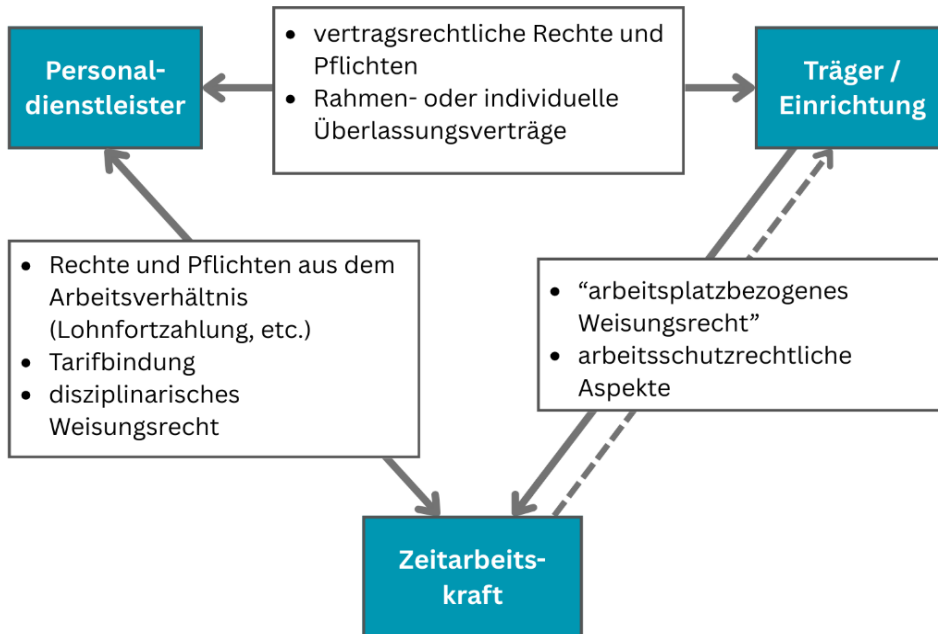 Personal-
dienstleister
• vertragsrechtliche Rechte und
Pflichten
• Rahmen- oder individuelle
Überlassungsverträge
Träger /
Einrichtung
• Rechte und Pflichten aus dem
Arbeitsverhältnis
(Lohnfortzahlung, etc.)
• Tarifbindung
• disziplinarisches
Weisungsrecht
• “arbeitsplatzbezogenes
Weisungsrecht”
• arbeitsschutzrechtliche
Aspekte
Zeitarbeits-
kraft